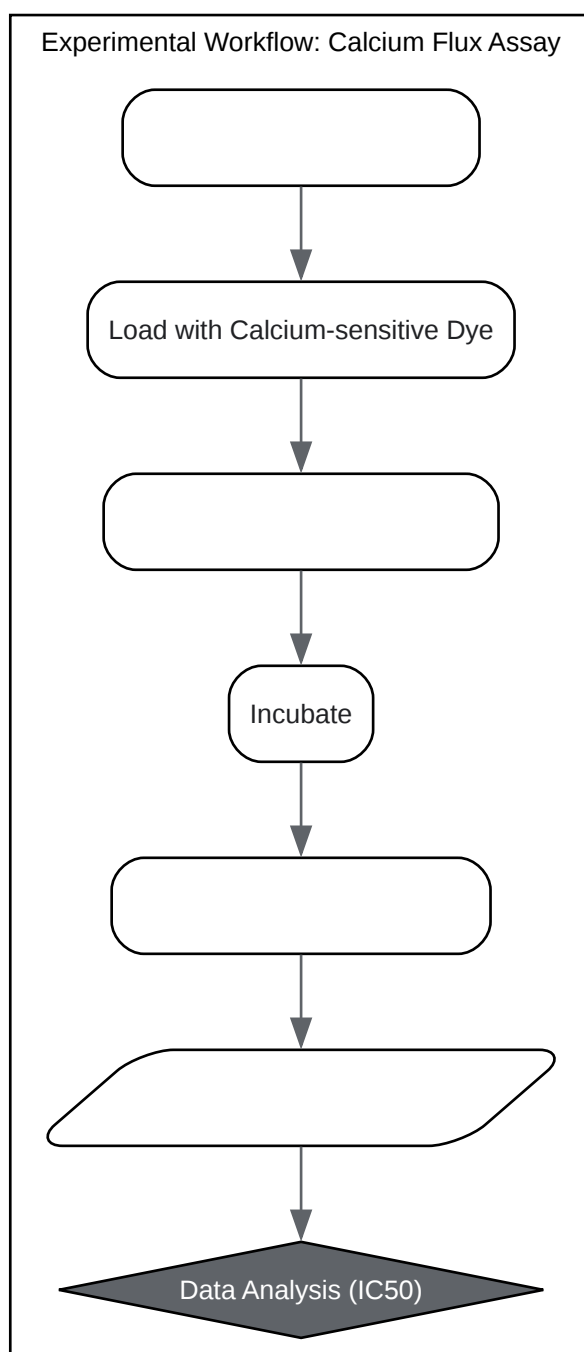 Experimental Workflow: Calcium Flux Assay
Load with Calcium-sensitive Dye
Incubate
Data Analysis (IC50)